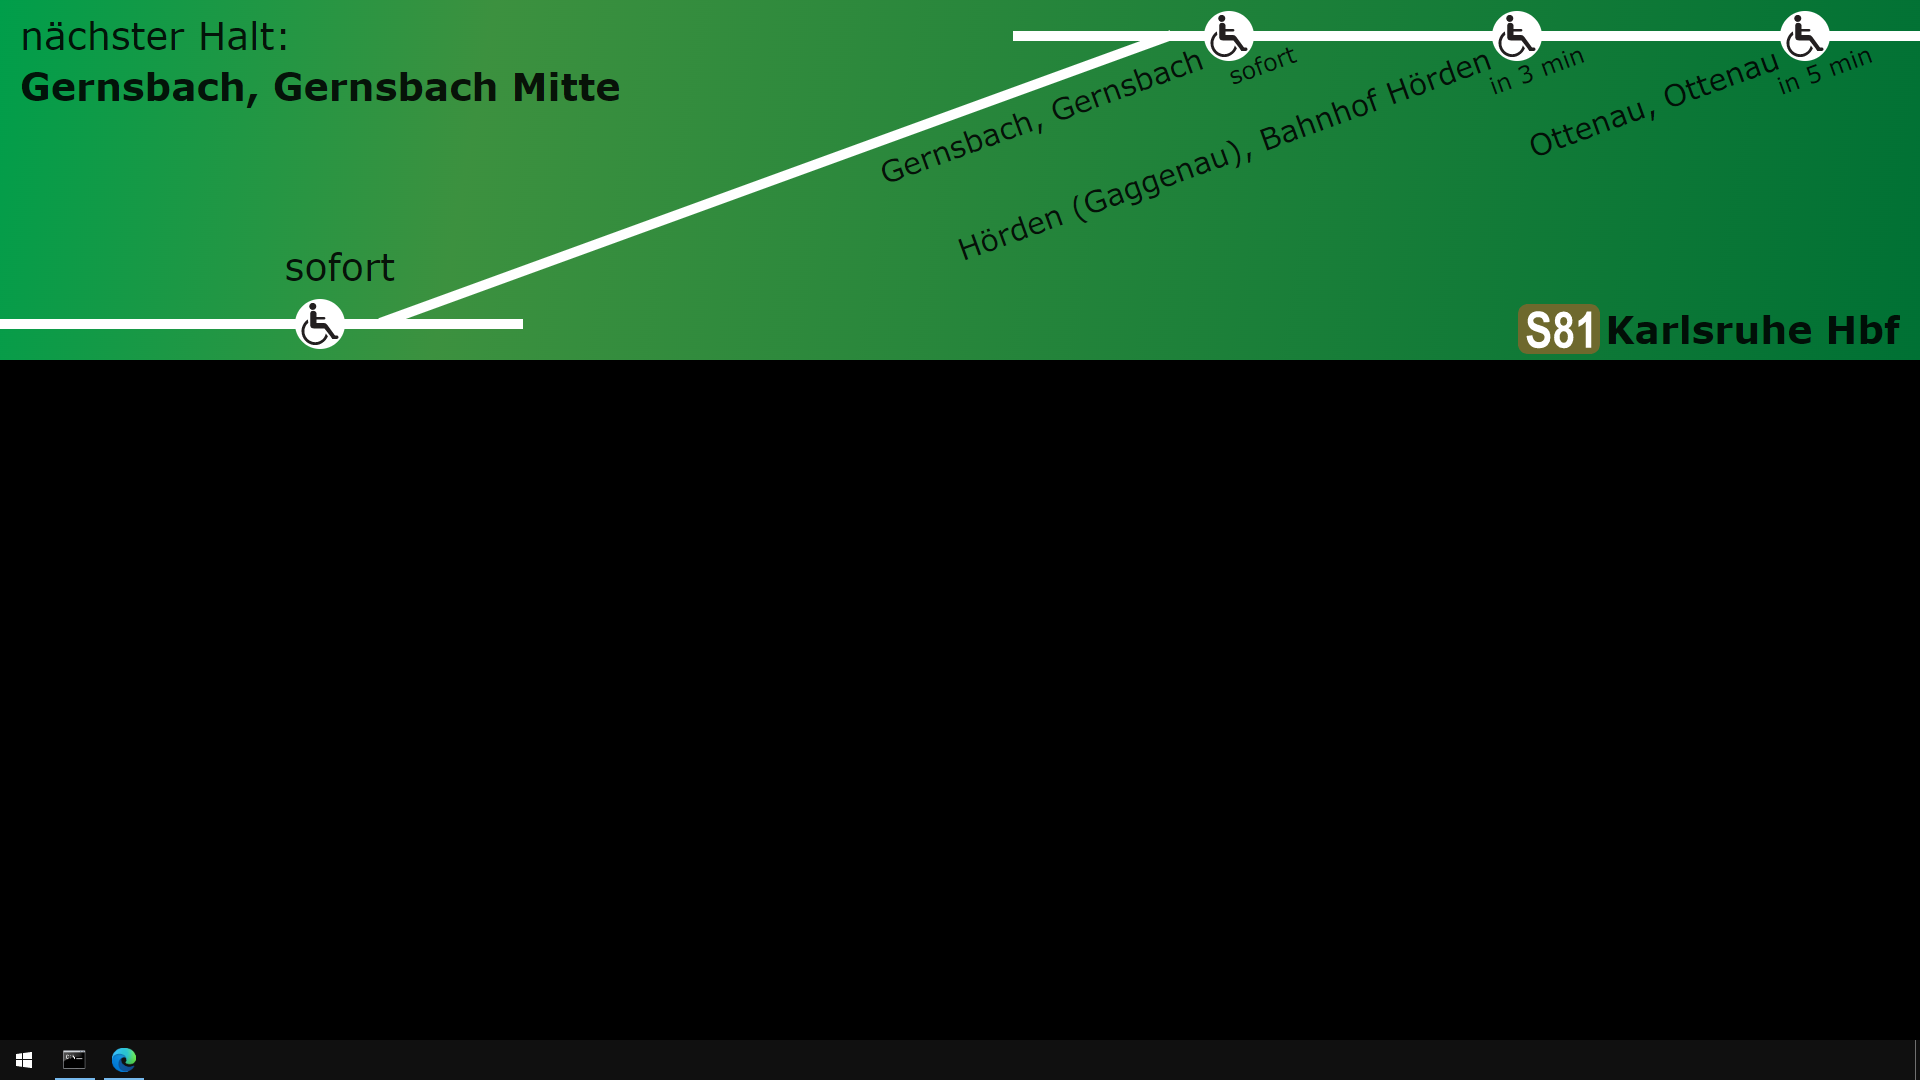 nächster Halt:
Gernsbach, Gernsbach Mitte
sofort
Gernsbach, Gernsbach
sofort
Hörden (Gaggenau), Bahnhof Hörden
in 3 min
Ottenau, Ottenau
in 5 min
S81 Karlsruhe Hbf